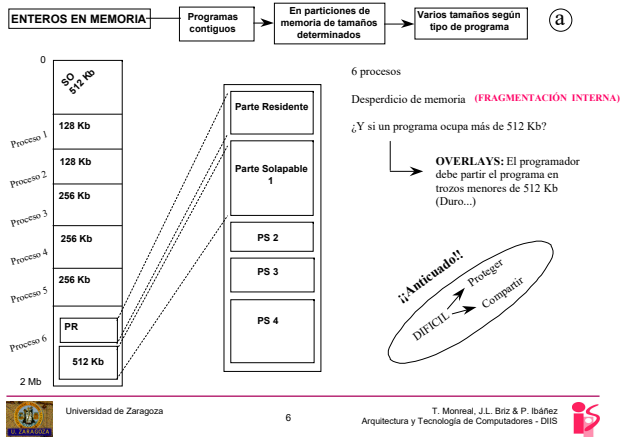 ENTEROS EN MEMORIA
Programas
contiguos
En particiones de
memoria de tamaños
determinados
Varios tamaños según
tipo de programa
a
0
SO
512 Kb
Proceso 1
128 Kb
Proceso 2
128 Kb
Proceso 3
256 Kb
Proceso 4
256 Kb
Proceso 5
256 Kb
Proceso 6
PR
512 Kb
2 Mb
Parte Residente
Parte Solapable
1
PS 2
PS 3
PS 4
6 procesos
Desperdicio de memoria (FRAGMENTACIÓN INTERNA)
¿Y si un programa ocupa más de 512 Kb?
OVERLAYS: El programador
debe partir el programa en
trozos menores de 512 Kb
(Duro...)
¡¡Anticuado!!
DIFICIL
Proteger
Compartir
U. ZARAGOZA
Universidad de Zaragoza
6
T. Monreal, J.L. Briz & P. Ibáñez
Arquitectura y Tecnología de Computadores - DIIS